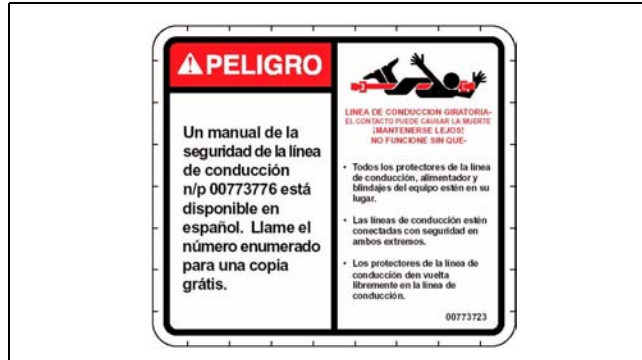 PELIGRO
Un manual de la
seguridad de la línea
de conducción
n/p 00773776 está
disponible en
español. Llame el
número enumerado
para una copia
grátis.
LINEA DE CONDUCCION GIRATORIA-
EL CONTACTO PUEDE CAUSAR LA MUERTE
¡MANTENERSE LEJOS!
NO FUNCIONE SIN QUE-
• Todos los protectores de la línea
de conducción, alimentador y
blindajes del equipo estén en su
lugar.
• Las líneas de conducción estén
conectadas con seguridad en
ambos extremos.
• Los protectores de la línea de
conducción den vuelta
libremente en la línea de
conducción.
00773723